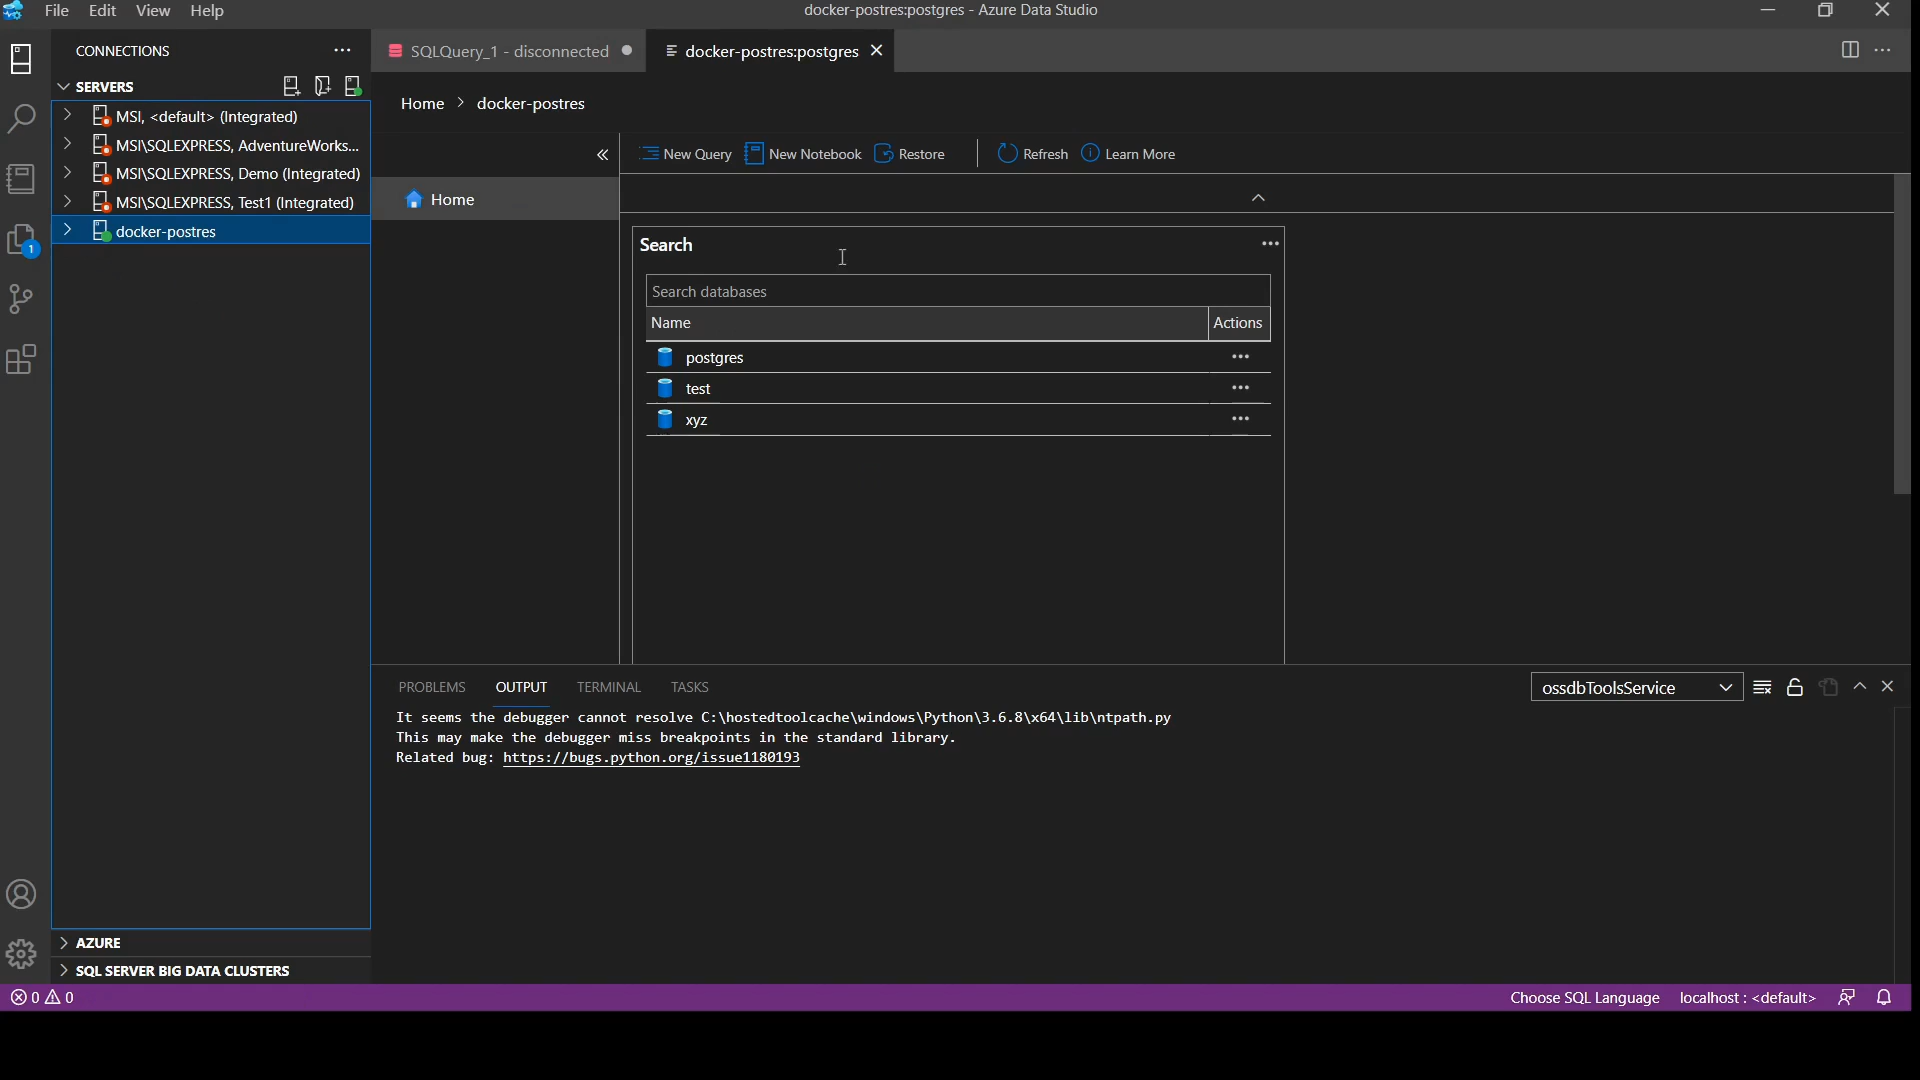 File Edit View Help
docker-postres:postgres - Azure Data Studio
CONNECTIONS
SQLQuery_1 - disconnected
docker-postres:postgres
SERVERS
MSI, <default> (Integrated)
MSI\SQLEXPRESS, AdventureWorks...
MSI\SQLEXPRESS, Demo (Integrated)
MSI\SQLEXPRESS, Test1 (Integrated)
docker-postres
1
Home > docker-postres
New Query New Notebook Restore Refresh Learn More
Home
Search
Search databases
Name Actions
postgres
test
xyz
PROBLEMS OUTPUT TERMINAL TASKS
ossdbToolsService
It seems the debugger cannot resolve C:\hostedtoolcache\windows\Python\3.6.8\x64\lib\ntpath.py
This may make the debugger miss breakpoints in the standard library.
Related bug: https://bugs.python.org/issue1180193
AZURE
SQL SERVER BIG DATA CLUSTERS
0 0
Choose SQL Language localhost : <default>